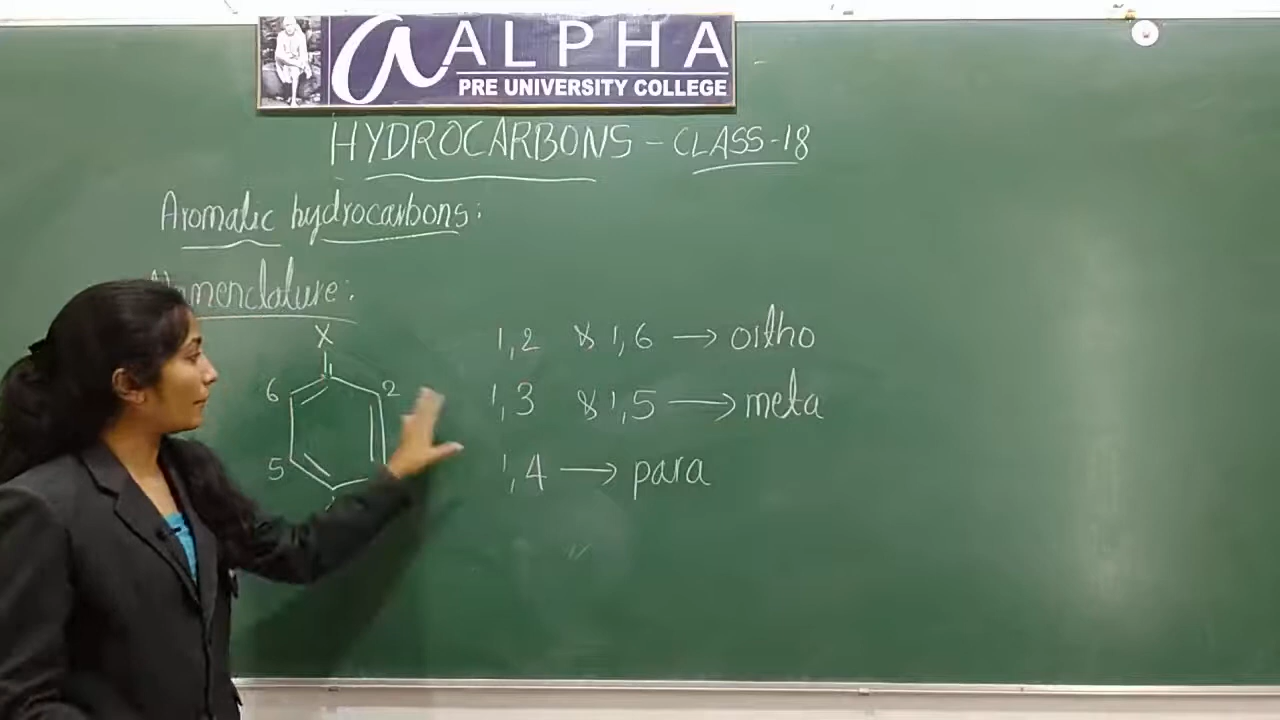 a ALPHA
PRE UNIVERSITY COLLEGE
HYDROCARBONS - CLASS-18
Aromatic hydrocarbons:
Nomenclature:
X
1
6
2
5
1,2 & 1,6 → ortho
1,3 & 1,5 → meta
1,4 → para